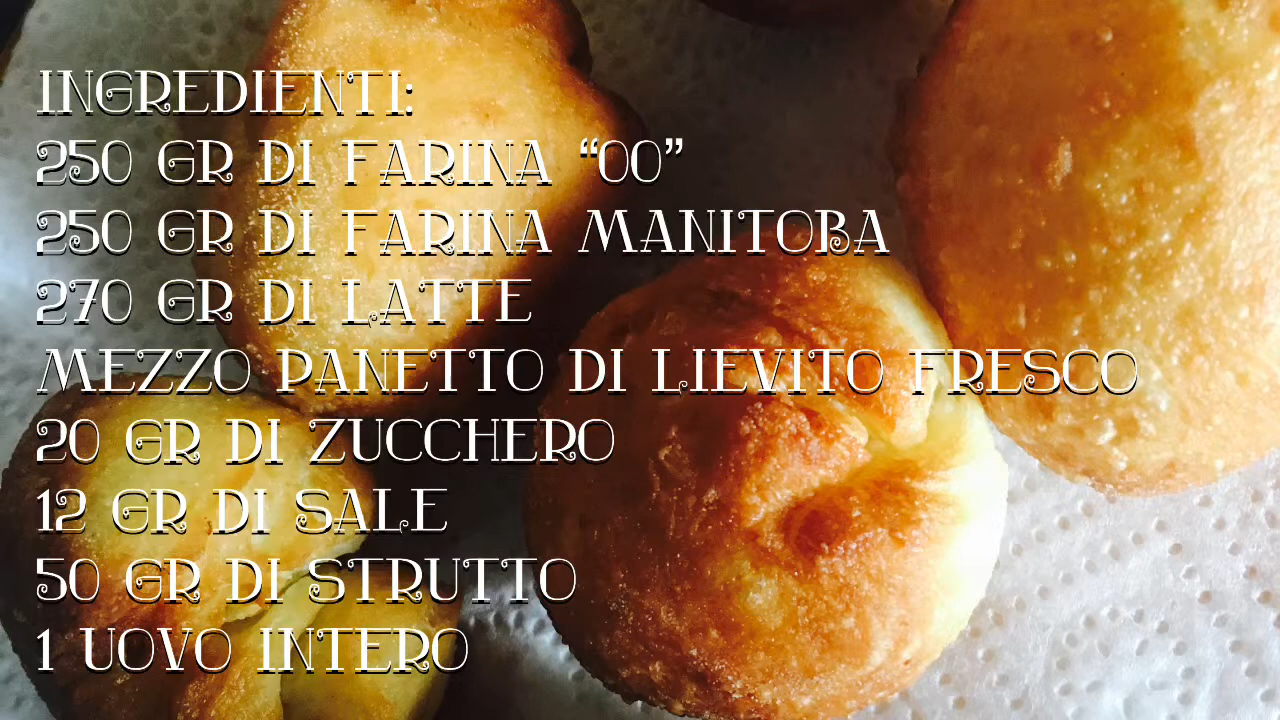 INGREDIENTI:
250 GR DI FARINA “00”
250 GR DI FARINA MANITOBA
270 GR DI LATTE
MEZZO PANETTO DI LIEVITO FRESCO
20 GR DI ZUCCHERO
12 GR DI SALE
50 GR DI STRUTTO
1 UOVO INTERO